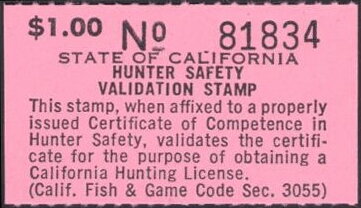 $1.00 Nº 81834
STATE OF CALIFORNIA
HUNTER SAFETY
VALIDATION STAMP
This stamp, when affixed to a properly
issued Certificate of Competence in
Hunter Safety, validates the certifi-
cate for the purpose of obtaining a
California Hunting License.
(Calif. Fish & Game Code Sec. 3055)